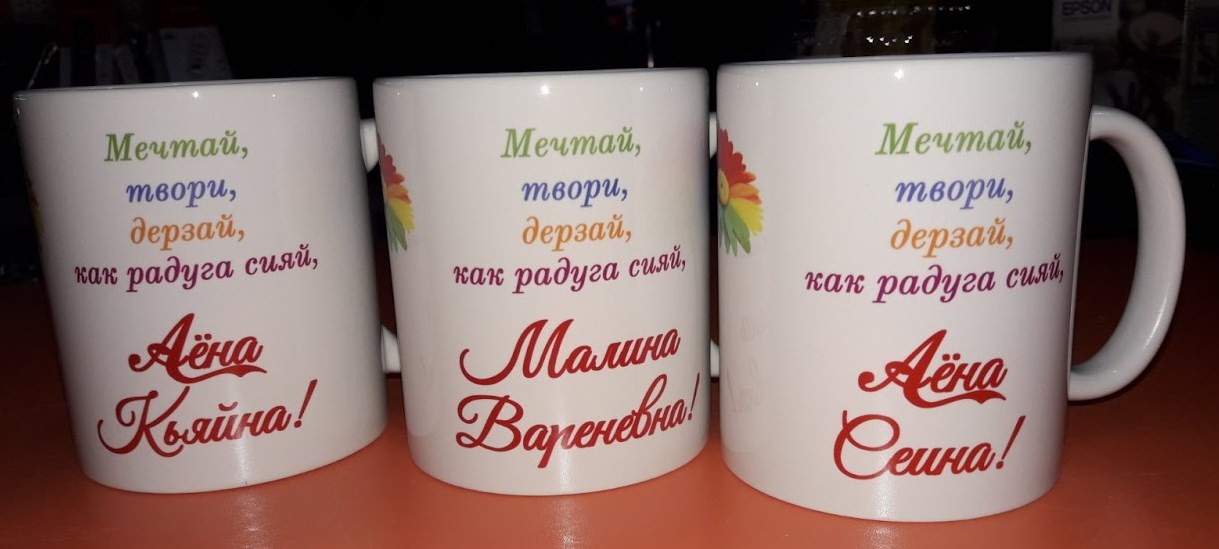 Мечтай,
твори,
дерзай,
как радуга сияй,
Аёна
Кьяйна!
Мечтай,
твори,
дерзай,
как радуга сияй,
Малина
Вареневна!
Мечтай,
твори,
дерзай,
как радуга сияй,
Аёна
Сеина!
EPSON